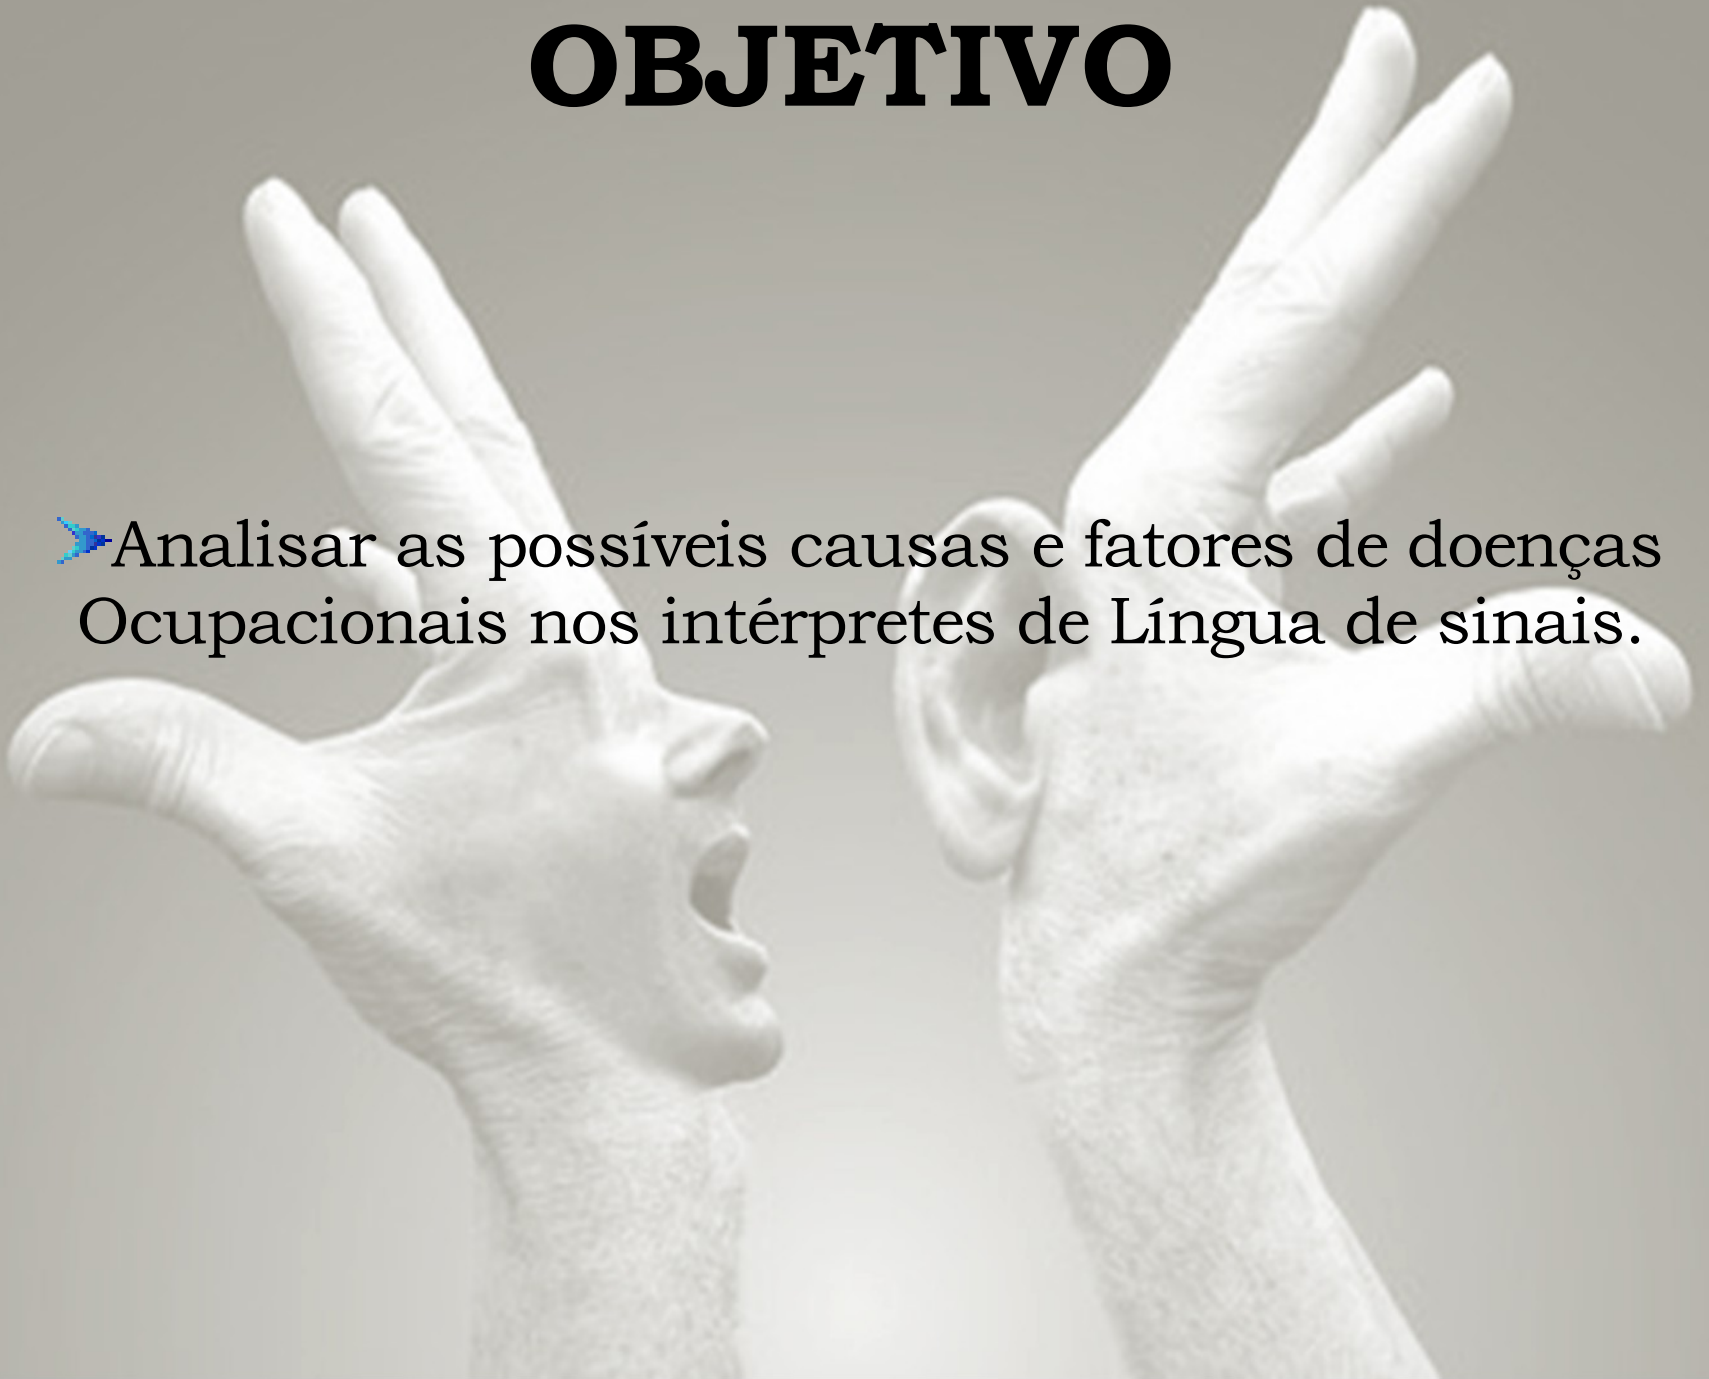 OBJETIVO
Analisar as possíveis causas e fatores de doenças
Ocupacionais nos intérpretes de Língua de sinais.